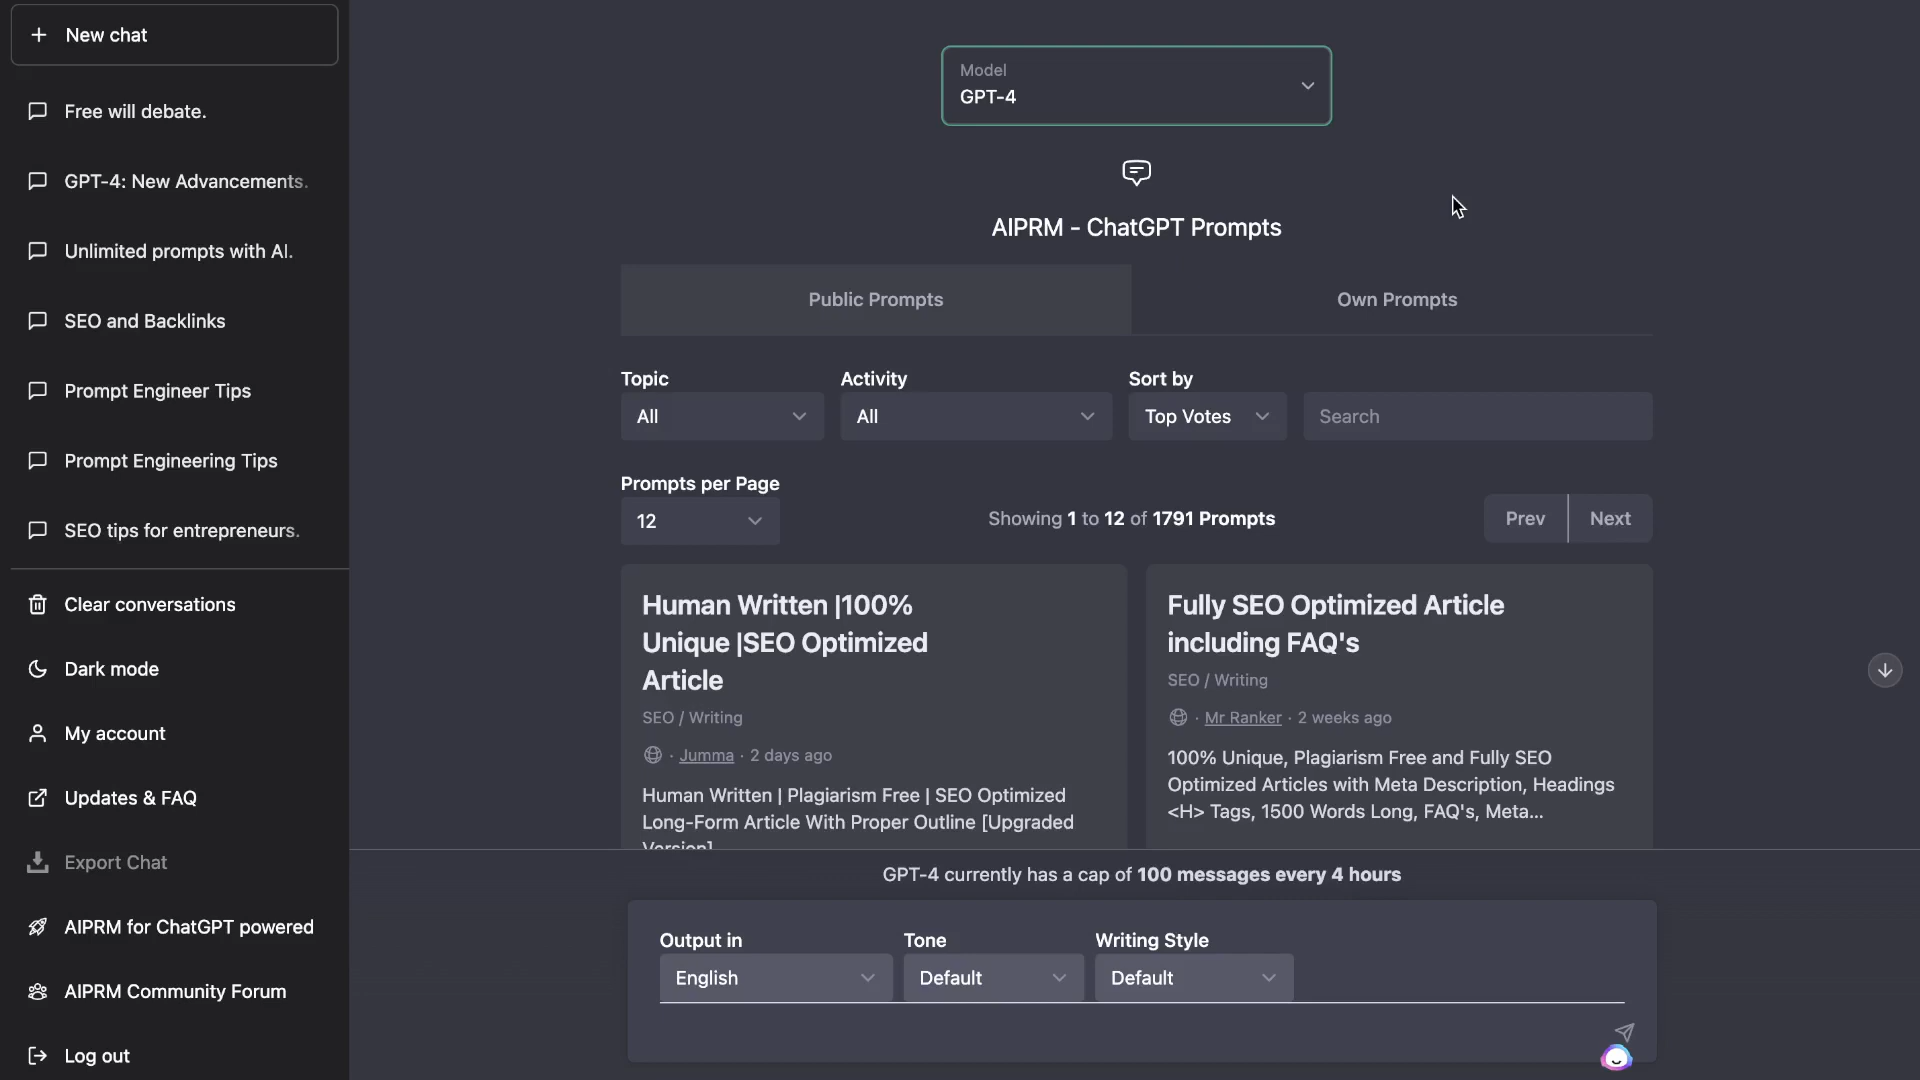 New chat
Free will debate.
GPT-4: New Advancements.
Unlimited prompts with AI.
SEO and Backlinks
Prompt Engineer Tips
Prompt Engineering Tips
SEO tips for entrepreneurs.
Clear conversations
Dark mode
My account
Updates & FAQ
Export Chat
AIPRM for ChatGPT powered
AIPRM Community Forum
Log out
Model
GPT-4
AIPRM - ChatGPT Prompts
Public Prompts
Own Prompts
Topic
All
Activity
All
Sort by
Top Votes
Search
Prompts per Page
12
Showing 1 to 12 of 1791 Prompts
Prev
Next
Human Written |100%
Unique |SEO Optimized
Article
SEO / Writing
· Jumma · 2 days ago
Human Written | Plagiarism Free | SEO Optimized
Long-Form Article With Proper Outline [Upgraded
Version]
Fully SEO Optimized Article
including FAQ's
SEO / Writing
· Mr Ranker · 2 weeks ago
100% Unique, Plagiarism Free and Fully SEO
Optimized Articles with Meta Description, Headings
<H> Tags, 1500 Words Long, FAQ's, Meta...
GPT-4 currently has a cap of 100 messages every 4 hours
Output in
English
Tone
Default
Writing Style
Default